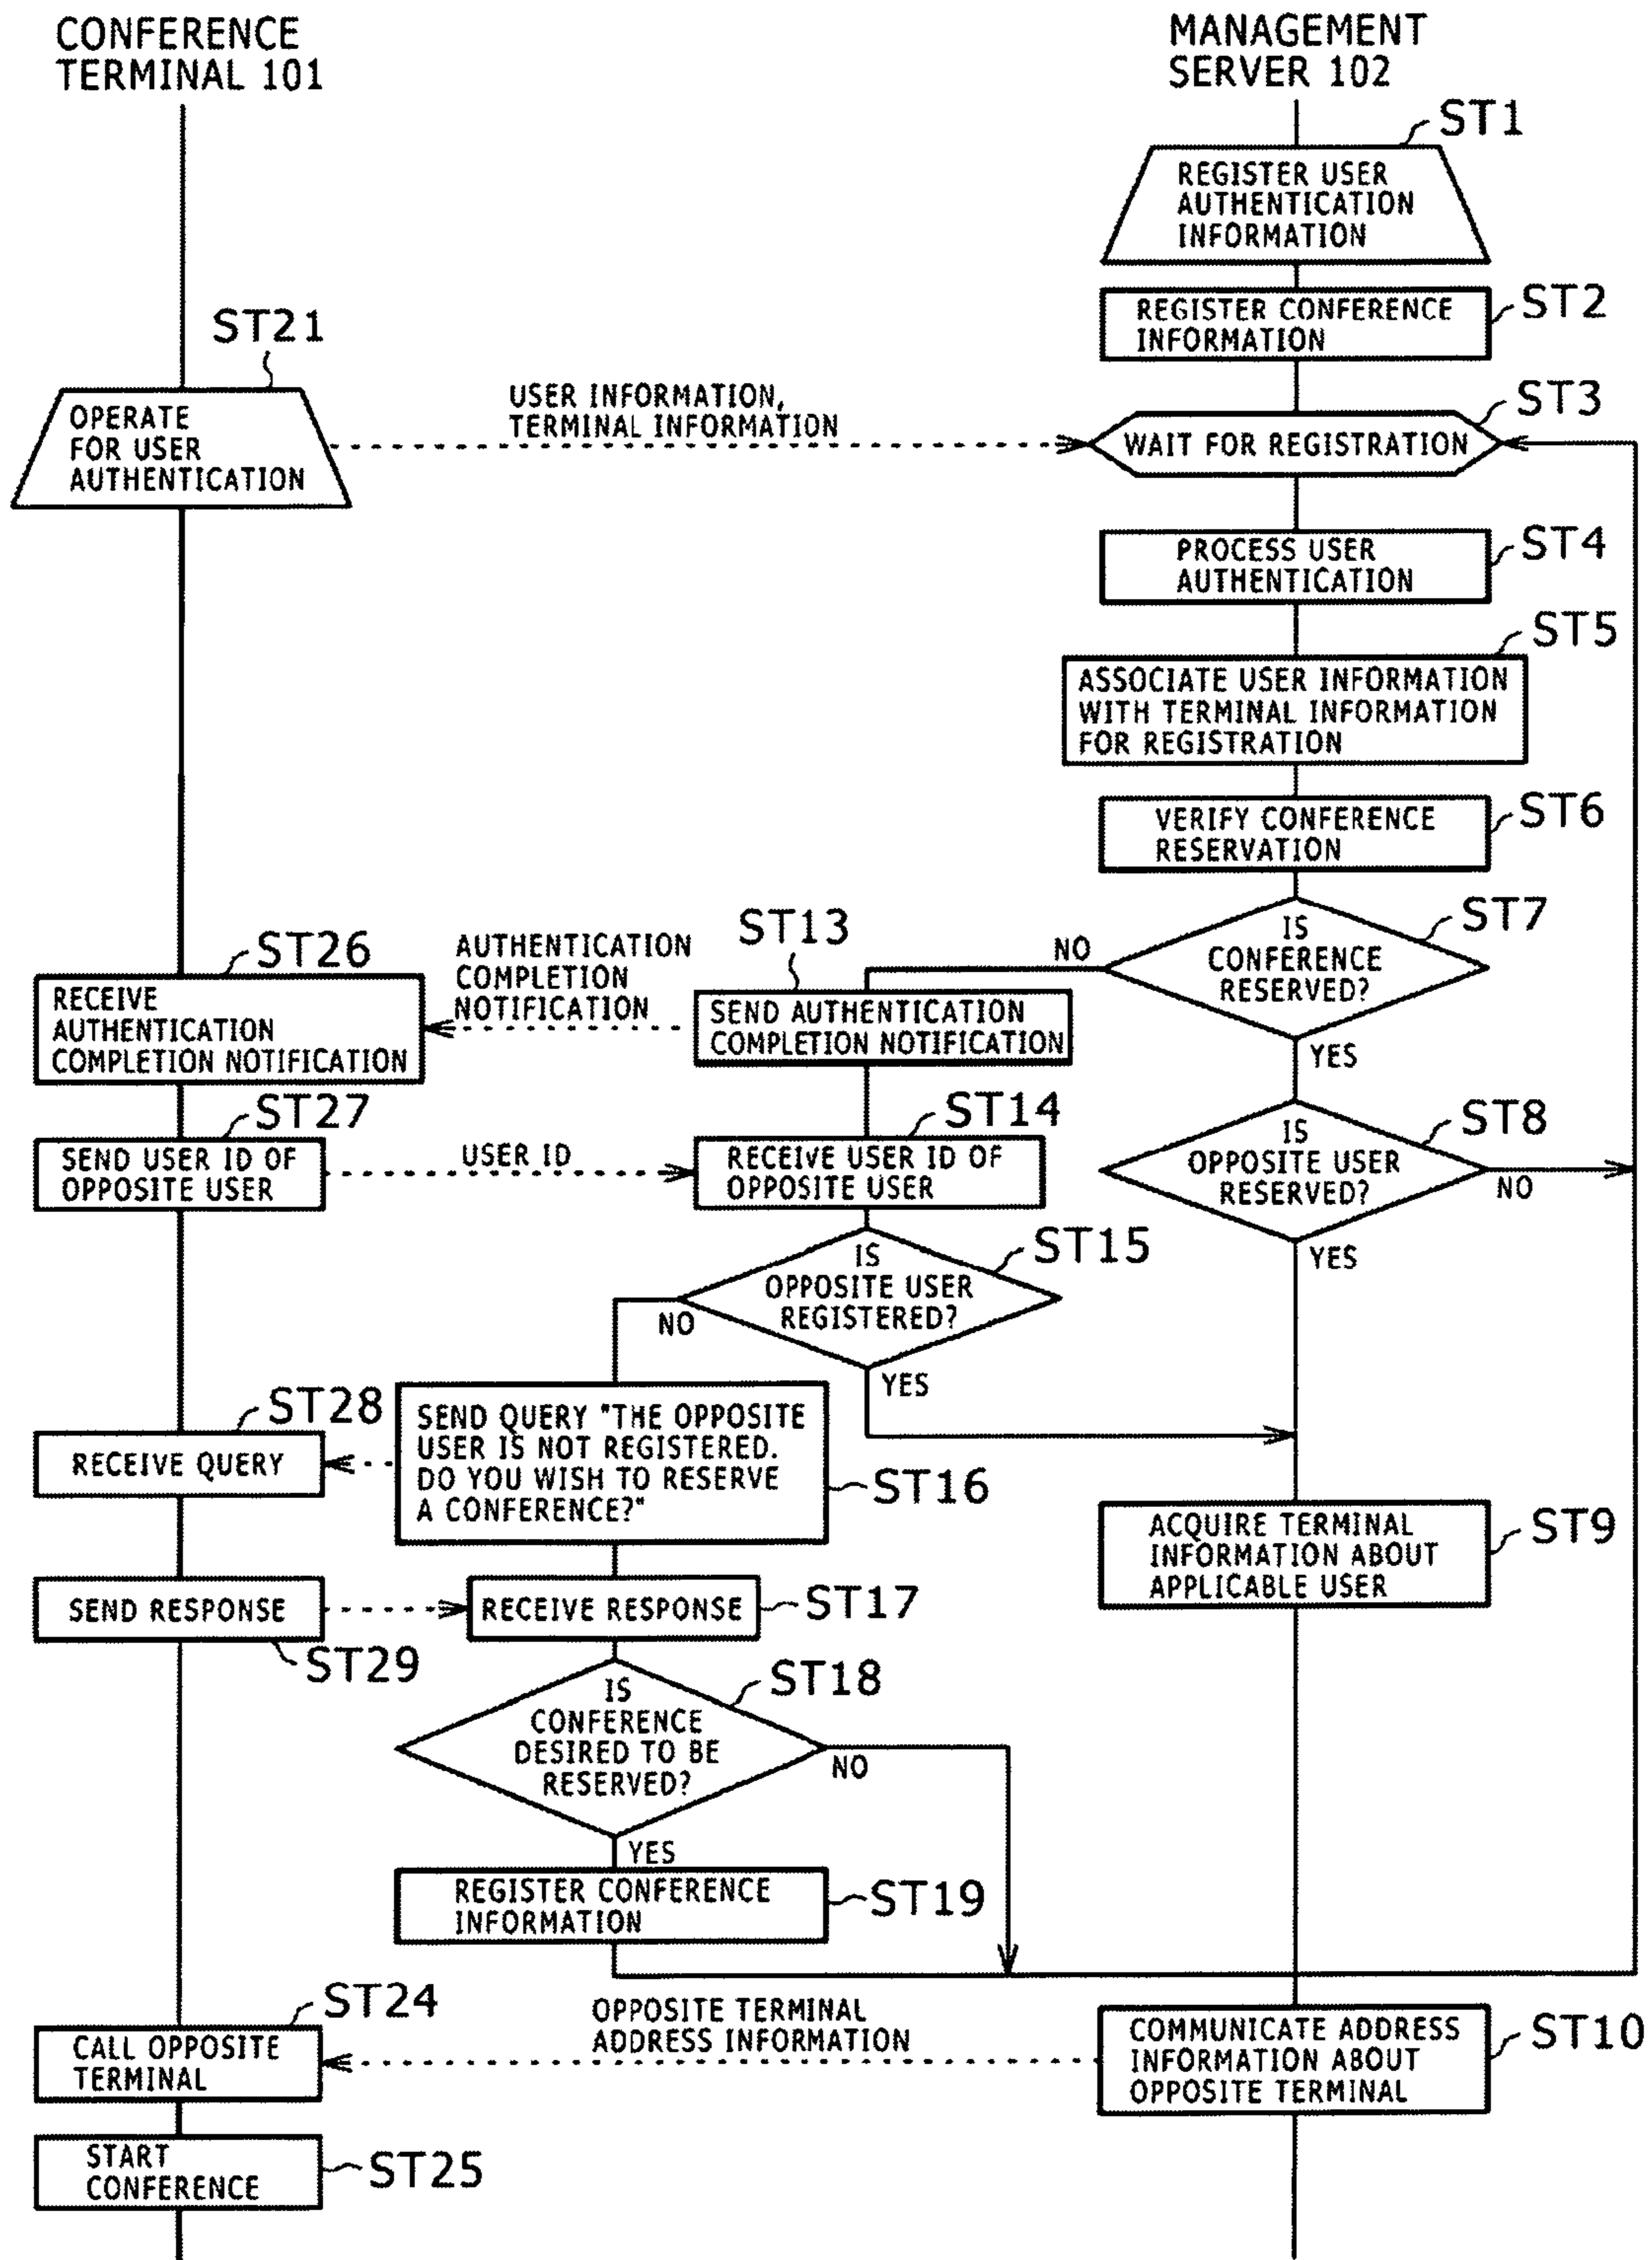 CONFERENCE
TERMINAL 101
MANAGEMENT
SERVER 102
ST1
REGISTER USER
AUTHENTICATION
INFORMATION
ST2
REGISTER CONFERENCE
INFORMATION
ST21
OPERATE
FOR USER
AUTHENTICATION
USER INFORMATION,
TERMINAL INFORMATION
ST3
WAIT FOR REGISTRATION
ST4
PROCESS USER
AUTHENTICATION
ST5
ASSOCIATE USER INFORMATION
WITH TERMINAL INFORMATION
FOR REGISTRATION
ST6
VERIFY CONFERENCE
RESERVATION
ST7
IS
CONFERENCE
RESERVED?
NO
YES
ST13
SEND AUTHENTICATION
COMPLETION NOTIFICATION
AUTHENTICATION
COMPLETION
NOTIFICATION
ST26
RECEIVE
AUTHENTICATION
COMPLETION NOTIFICATION
ST27
SEND USER ID OF
OPPOSITE USER
USER ID
ST14
RECEIVE USER ID OF
OPPOSITE USER
ST8
IS
OPPOSITE USER
RESERVED?
NO
YES
ST15
IS
OPPOSITE USER
REGISTERED?
NO
YES
ST28
RECEIVE QUERY
SEND QUERY "THE OPPOSITE
USER IS NOT REGISTERED.
DO YOU WISH TO RESERVE
A CONFERENCE?"
ST16
ACQUIRE TERMINAL
INFORMATION ABOUT
APPLICABLE USER
ST9
SEND RESPONSE
ST29
RECEIVE RESPONSE
ST17
ST18
IS
CONFERENCE
DESIRED TO BE
RESERVED?
NO
YES
REGISTER CONFERENCE
INFORMATION
ST19
ST24
CALL OPPOSITE
TERMINAL
OPPOSITE TERMINAL
ADDRESS INFORMATION
COMMUNICATE ADDRESS
INFORMATION ABOUT
OPPOSITE TERMINAL
ST10
START
CONFERENCE
ST25